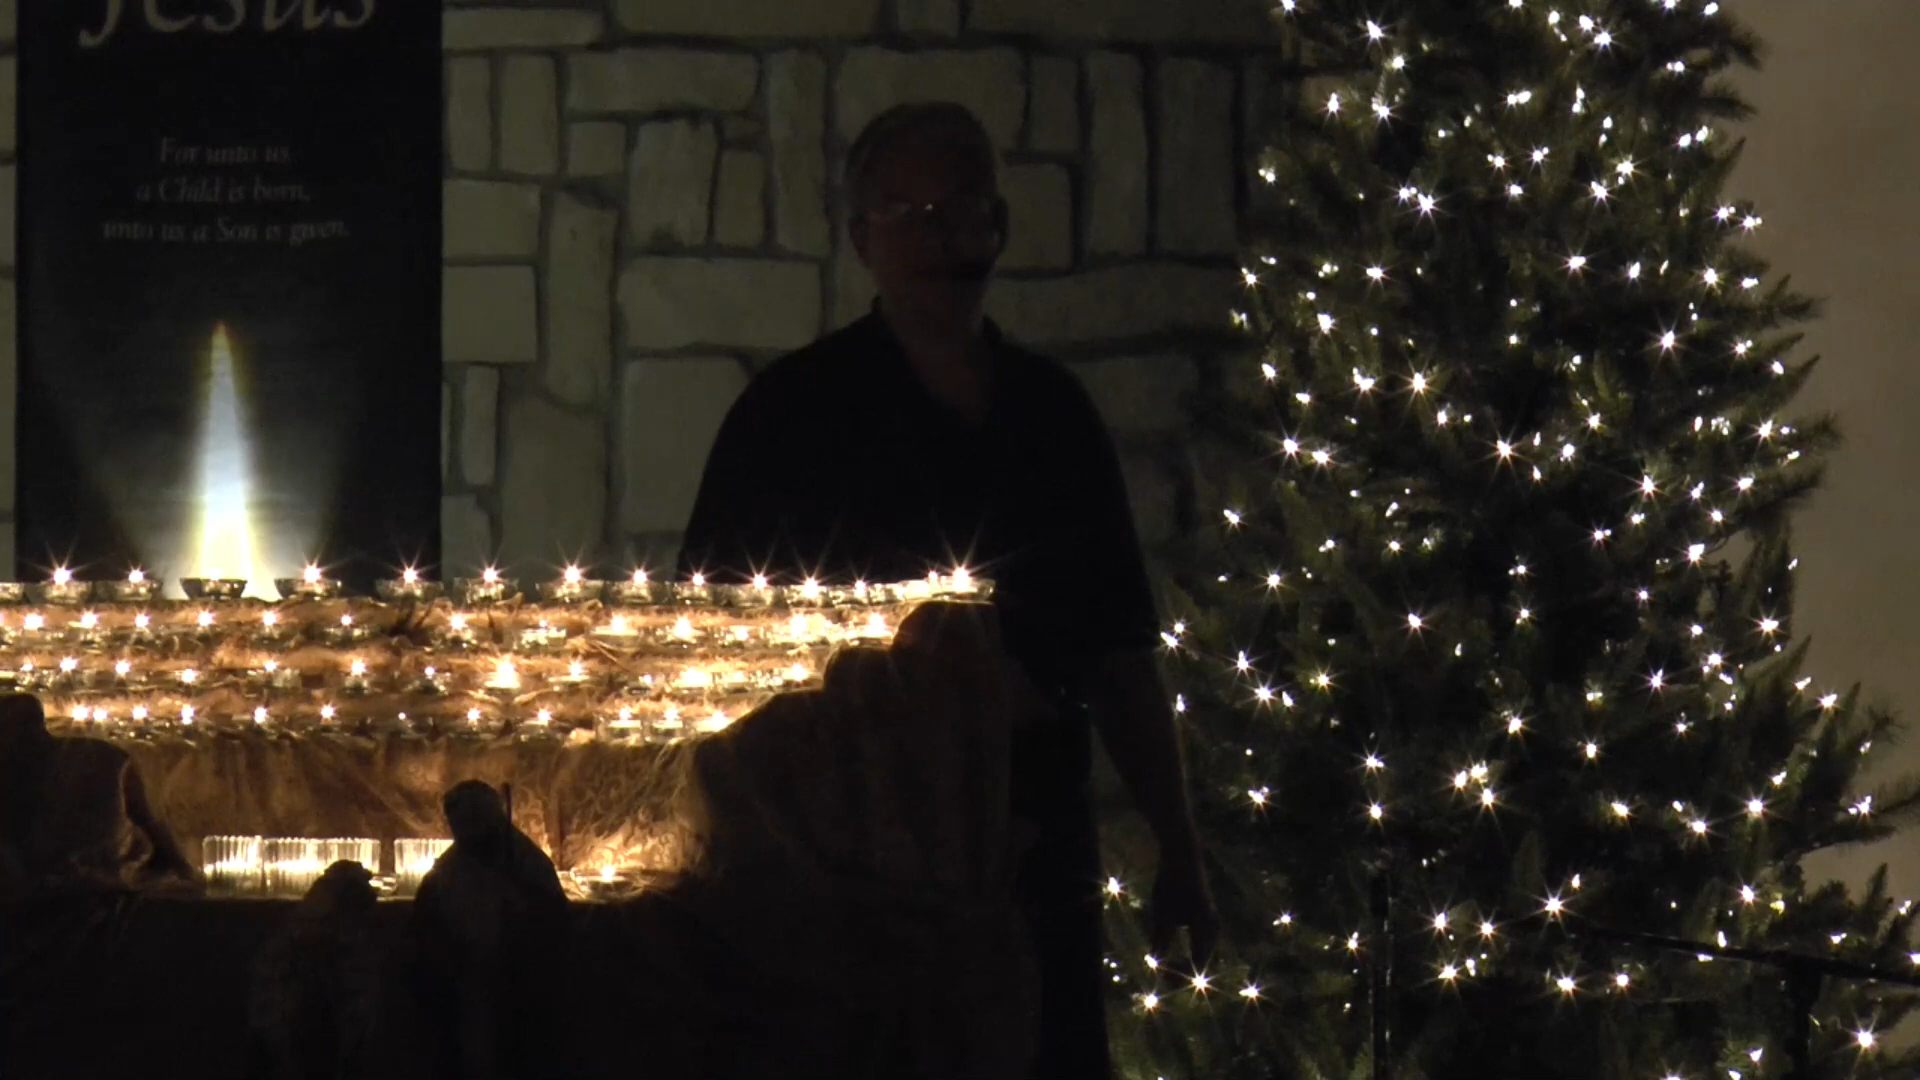 Jesus
For unto us
a Child is born,
unto us a Son is given.